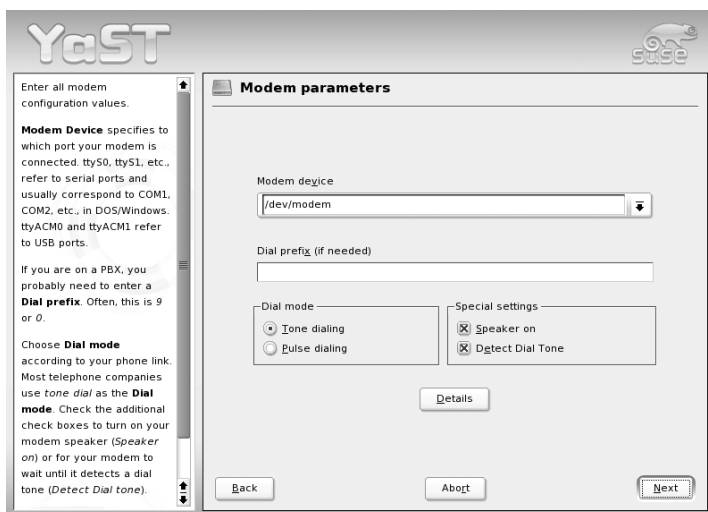 YaST
SUSE
Enter all modem
configuration values.
Modem Device specifies to
which port your modem is
connected. ttyS0, ttyS1, etc.,
refer to serial ports and
usually correspond to COM1,
COM2, etc., in DOS/Windows.
ttyACM0 and ttyACM1 refer
to USB ports.
If you are on a PBX, you
probably need to enter a
Dial prefix. Often, this is 9
or 0.
Choose Dial mode
according to your phone link.
Most telephone companies
use tone dial as the Dial
mode. Check the additional
check boxes to turn on your
modem speaker (Speaker
on) or for your modem to
wait until it detects a dial
tone (Detect Dial tone).
Modem parameters
Modem device
/dev/modem
Dial prefix (if needed)
Dial mode
Tone dialing
Pulse dialing
Special settings
Speaker on
Detect Dial Tone
Details
Back
Abort
Next